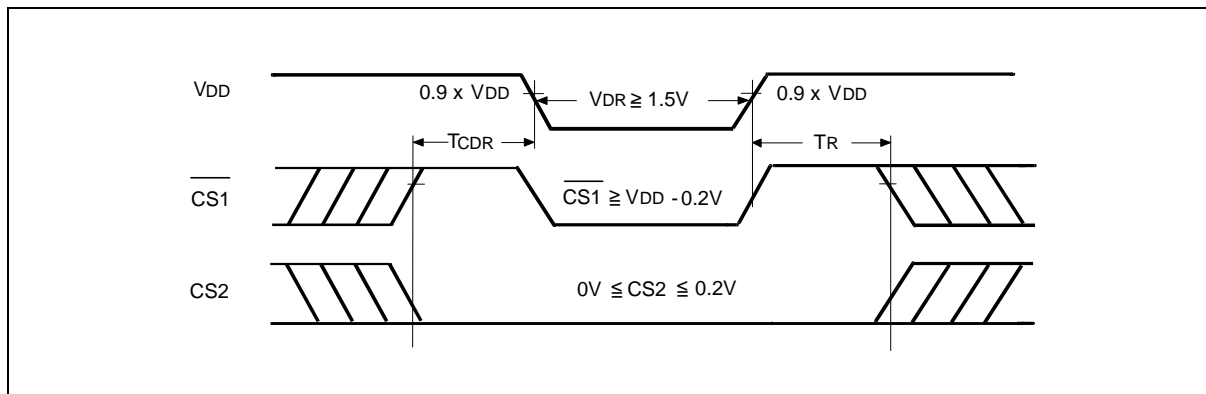 VDD
0.9 x VDD
VDR ≧ 1.5V
0.9 x VDD
TCDR
TR
CS1
CS1 ≧ VDD - 0.2V
CS2
0V ≦ CS2 ≦ 0.2V